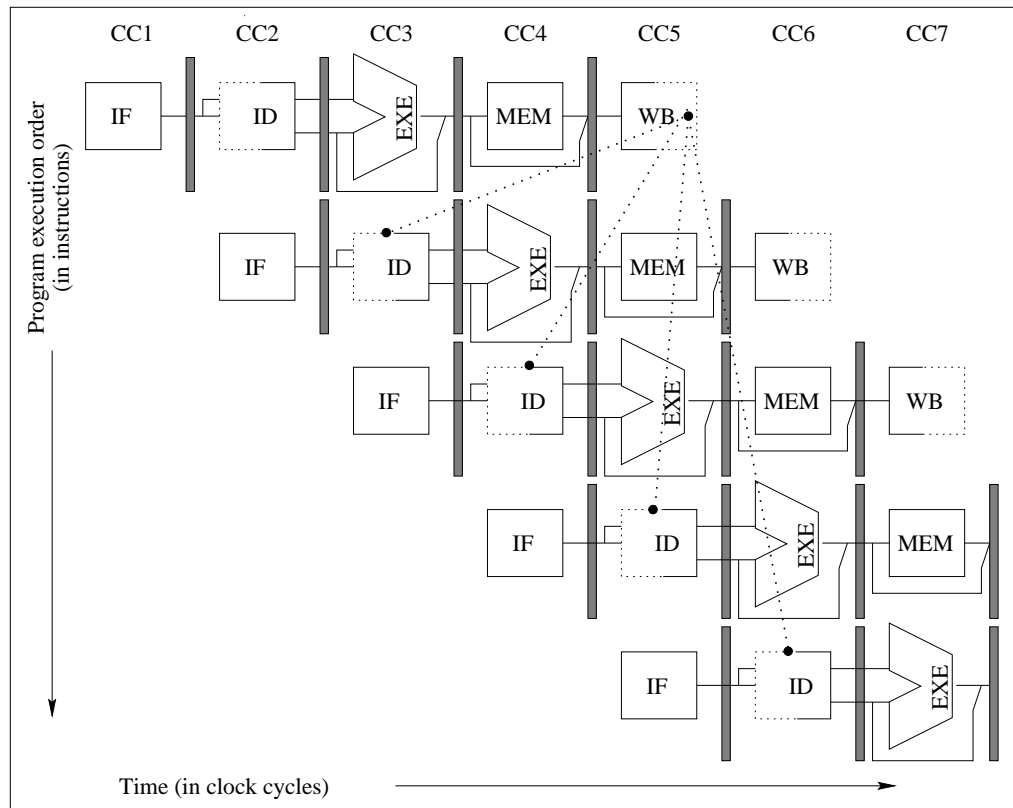 CC1 CC2 CC3 CC4 CC5 CC6 CC7
Program execution order
(in instructions)
IF ID EXE MEM WB
IF ID EXE MEM WB
IF ID EXE MEM WB
IF ID EXE MEM
IF ID EXE
Time (in clock cycles)